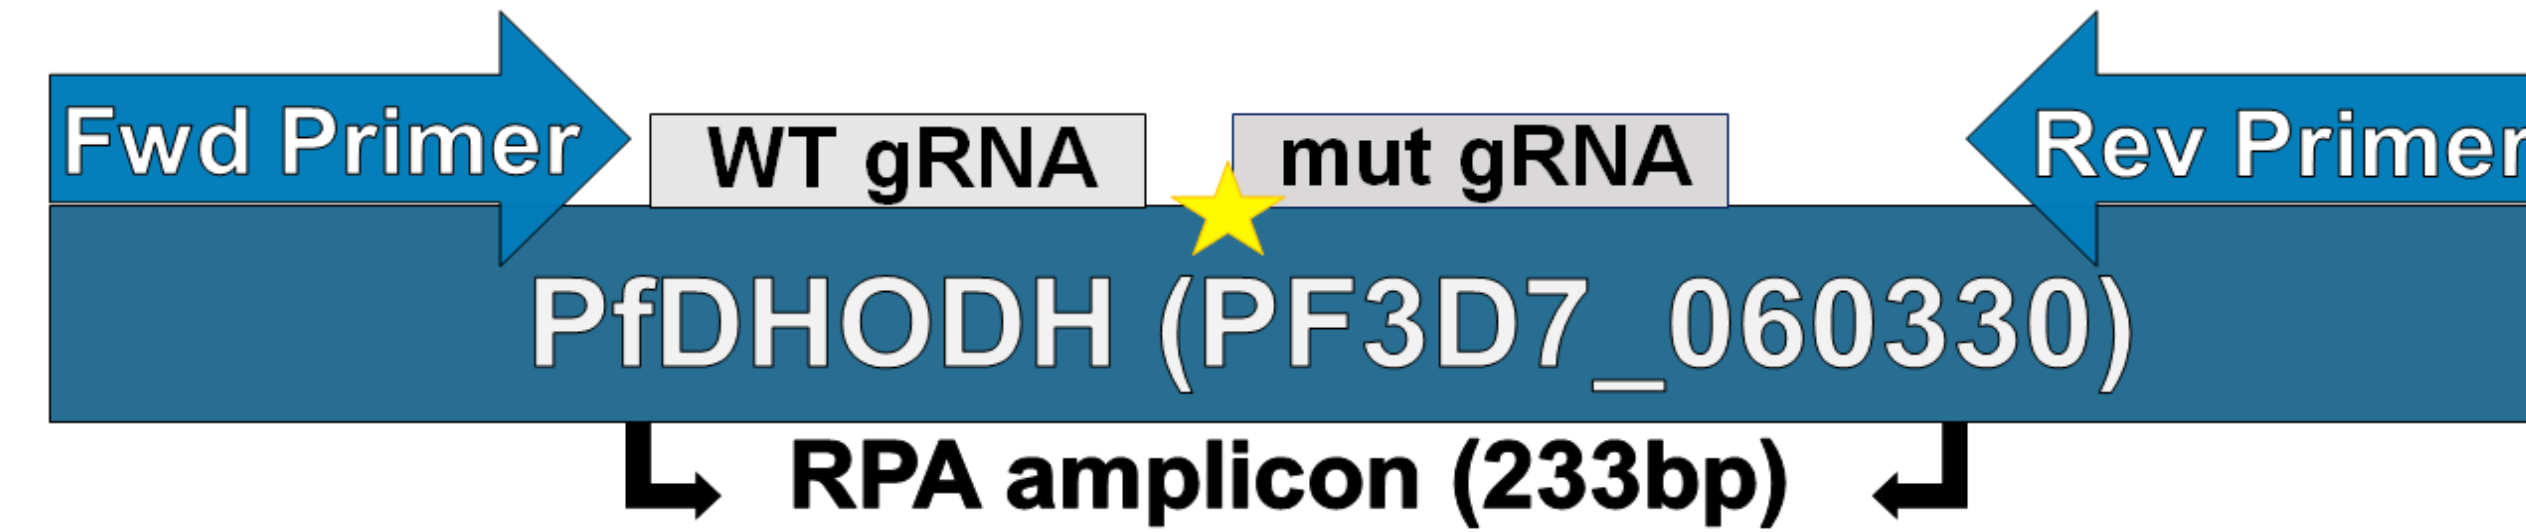 Fwd Primer
WT gRNA
mut gRNA
Rev Primer
PfDHODH (PF3D7_060330)
RPA amplicon (233bp)